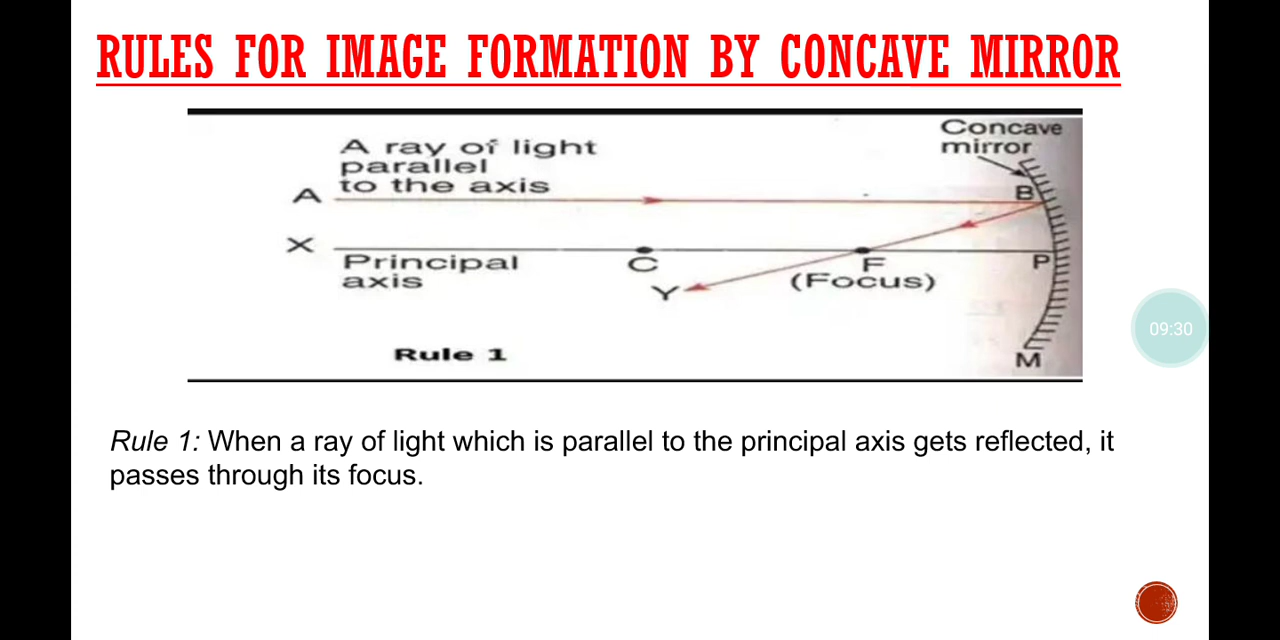 RULES FOR IMAGE FORMATION BY CONCAVE MIRROR
Concave
mirror
A ray of light
parallel
to the axis
A
B
X
Principal
axis
C
F
(Focus)
P
Y
Rule 1
M
09:30
Rule 1: When a ray of light which is parallel to the principal axis gets reflected, it
passes through its focus.